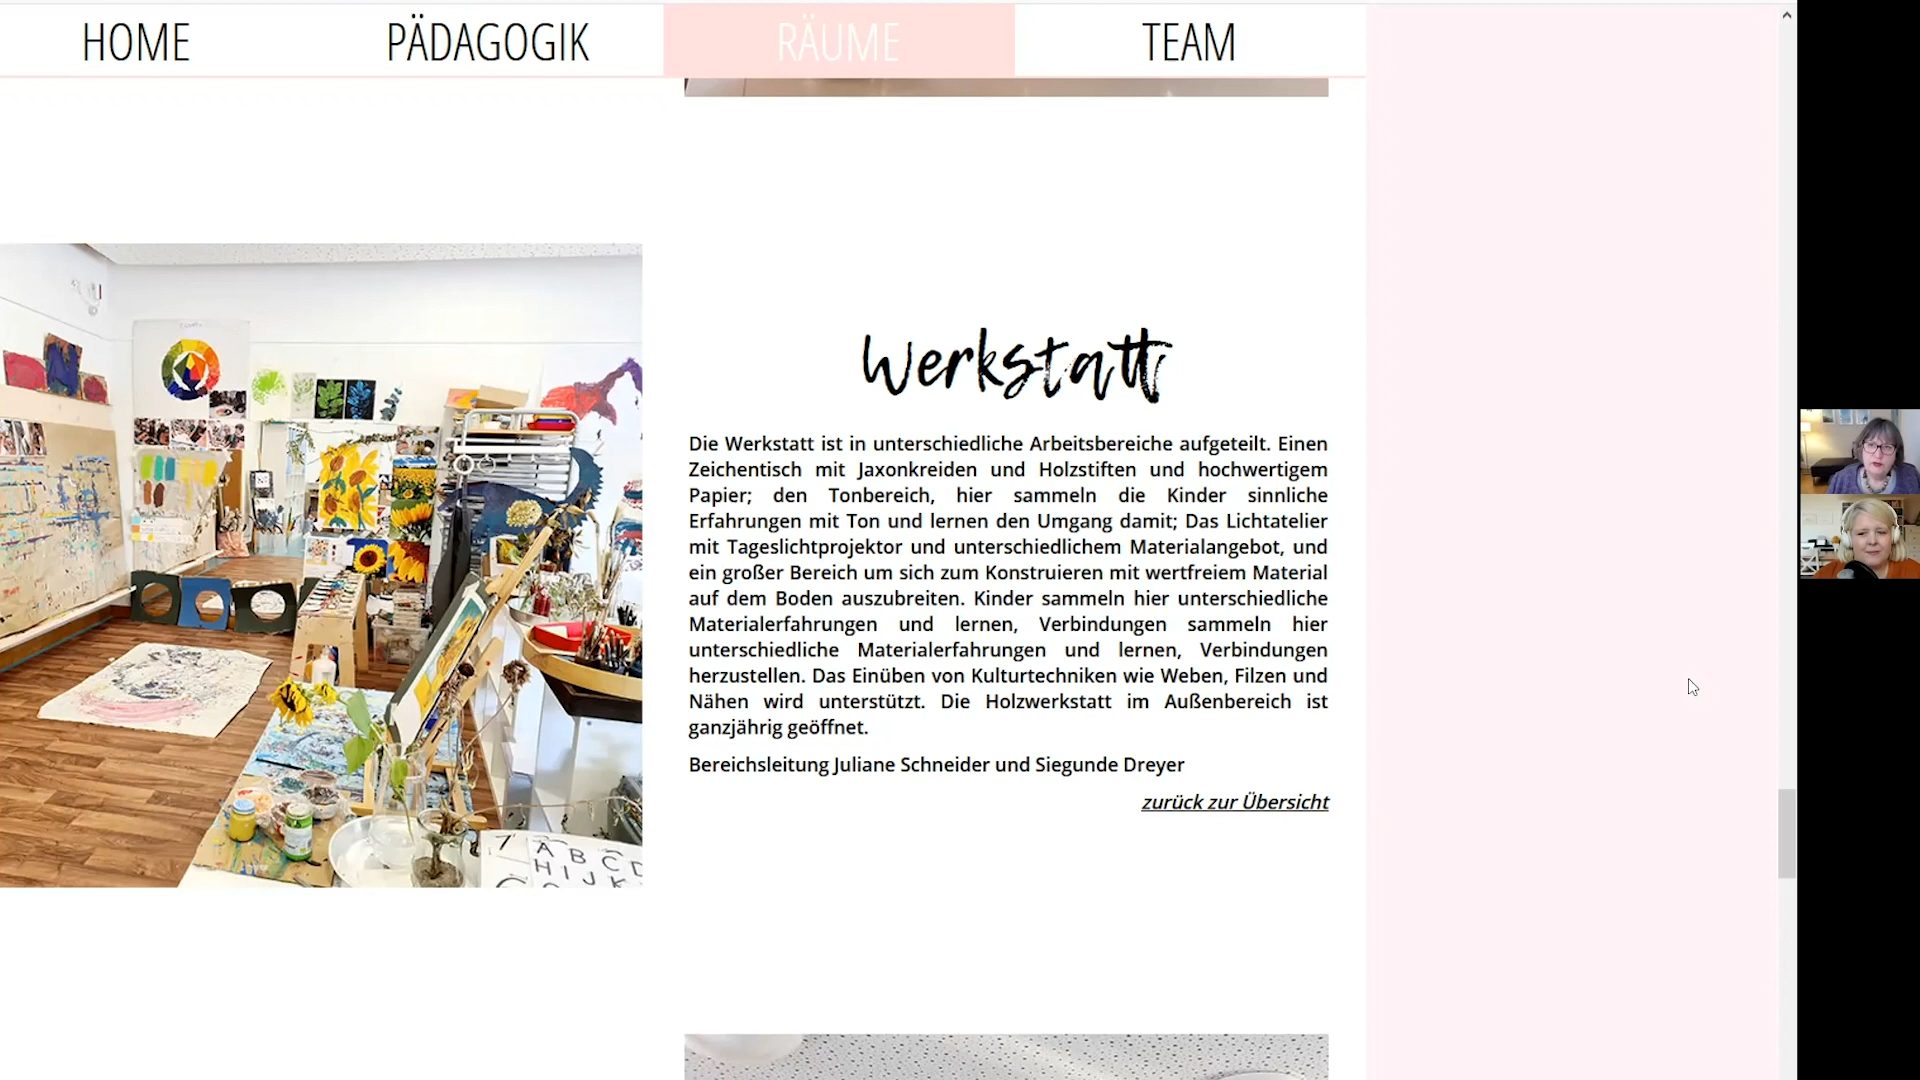 HOME PÄDAGOGIK RÄUME TEAM
Werkstatt
Die Werkstatt ist in unterschiedliche Arbeitsbereiche aufgeteilt. Einen
Zeichentisch mit Jaxonkreiden und Holzstiften und hochwertigem
Papier; den Tonbereich, hier sammeln die Kinder sinnliche
Erfahrungen mit Ton und lernen den Umgang damit; Das Lichtatelier
mit Tageslichtprojektor und unterschiedlichem Materialangebot, und
ein großer Bereich um sich zum Konstruieren mit wertfreiem Material
auf dem Boden auszubreiten. Kinder sammeln hier unterschiedliche
Materialerfahrungen und lernen, Verbindungen sammeln hier
unterschiedliche Materialerfahrungen und lernen, Verbindungen
herzustellen. Das Einüben von Kulturtechniken wie Weben, Filzen und
Nähen wird unterstützt. Die Holzwerkstatt im Außenbereich ist
ganzjährig geöffnet.
Bereichsleitung Juliane Schneider und Siegunde Dreyer
zurück zur Übersicht
A B C D
H I J K